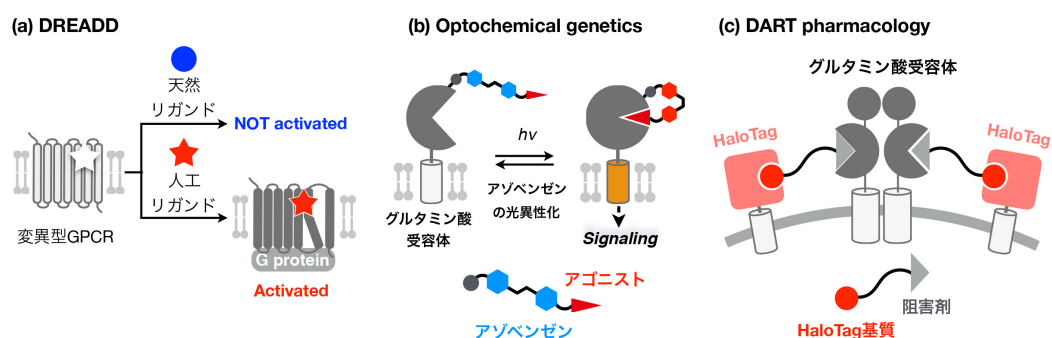 (a) DREADD
天然
リガンド
NOT activated
人工
リガンド
変異型GPCR
G protein
Activated
(b) Optochemical genetics
hν
アゾベンゼン
の光異性化
グルタミン酸
受容体
Signaling
アゴニスト
アゾベンゼン
(c) DART pharmacology
グルタミン酸受容体
HaloTag
HaloTag
阻害剤
HaloTag基質